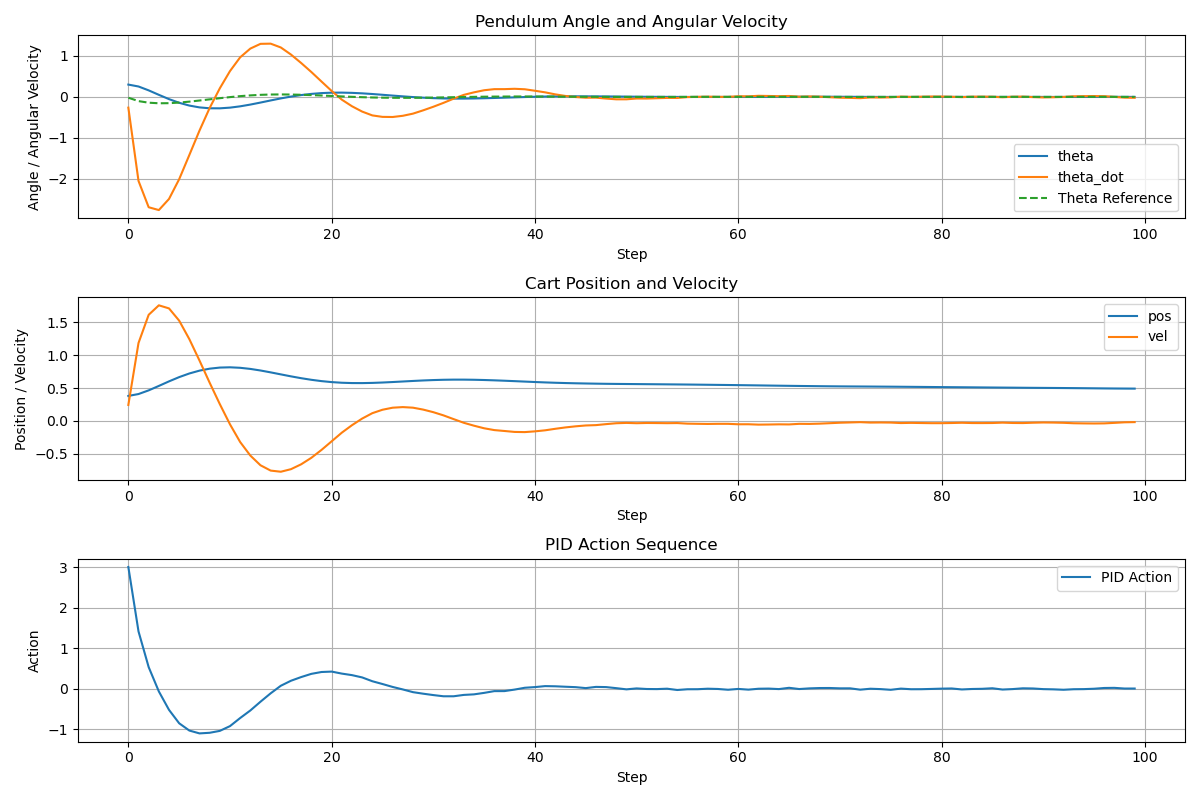 Pendulum Angle and Angular Velocity
Angle / Angular Velocity
1
0
−1
−2
theta
theta_dot
Theta Reference
0 20 40 60 80 100
Step
Cart Position and Velocity
Position / Velocity
1.5
1.0
0.5
0.0
−0.5
pos
vel
0 20 40 60 80 100
Step
PID Action Sequence
Action
3
2
1
0
−1
PID Action
0 20 40 60 80 100
Step